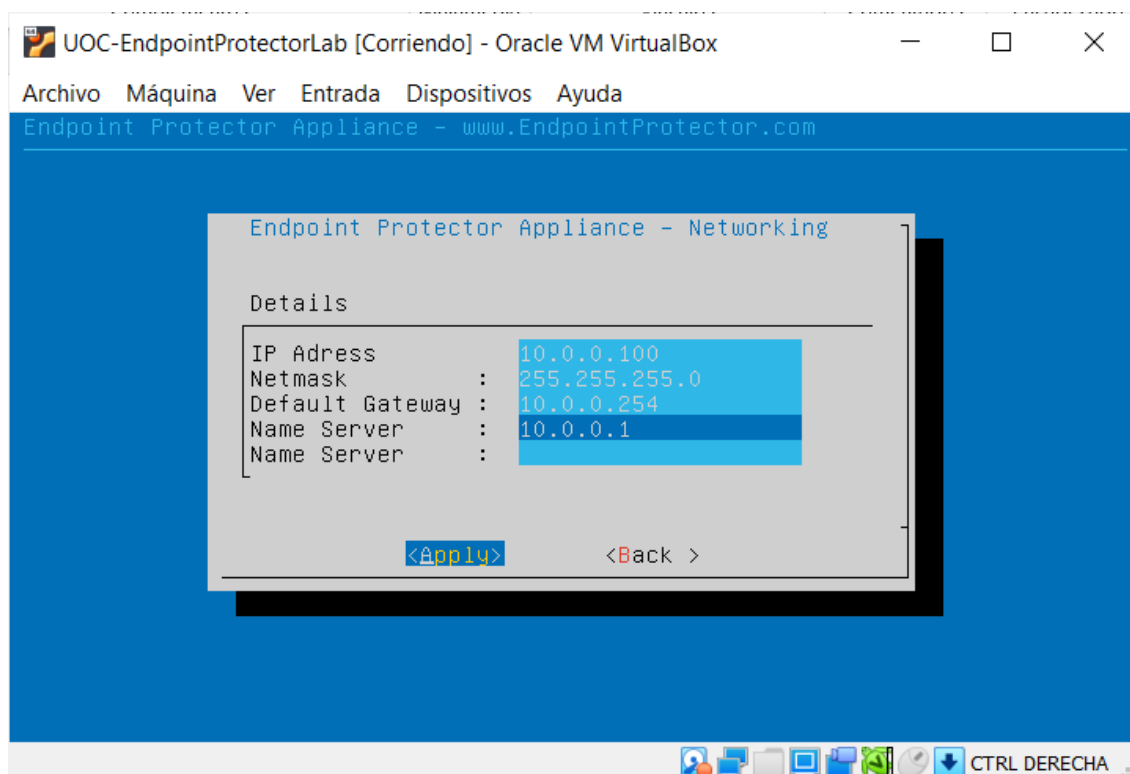 UOC-EndpointProtectorLab [Corriendo] - Oracle VM VirtualBox
Archivo Máquina Ver Entrada Dispositivos Ayuda
Endpoint Protector Appliance - www.EndpointProtector.com
Endpoint Protector Appliance - Networking
Details
IP Adress 10.0.0.100
Netmask : 255.255.255.0
Default Gateway : 10.0.0.254
Name Server : 10.0.0.1
Name Server :
<Apply> <Back >
CTRL DERECHA